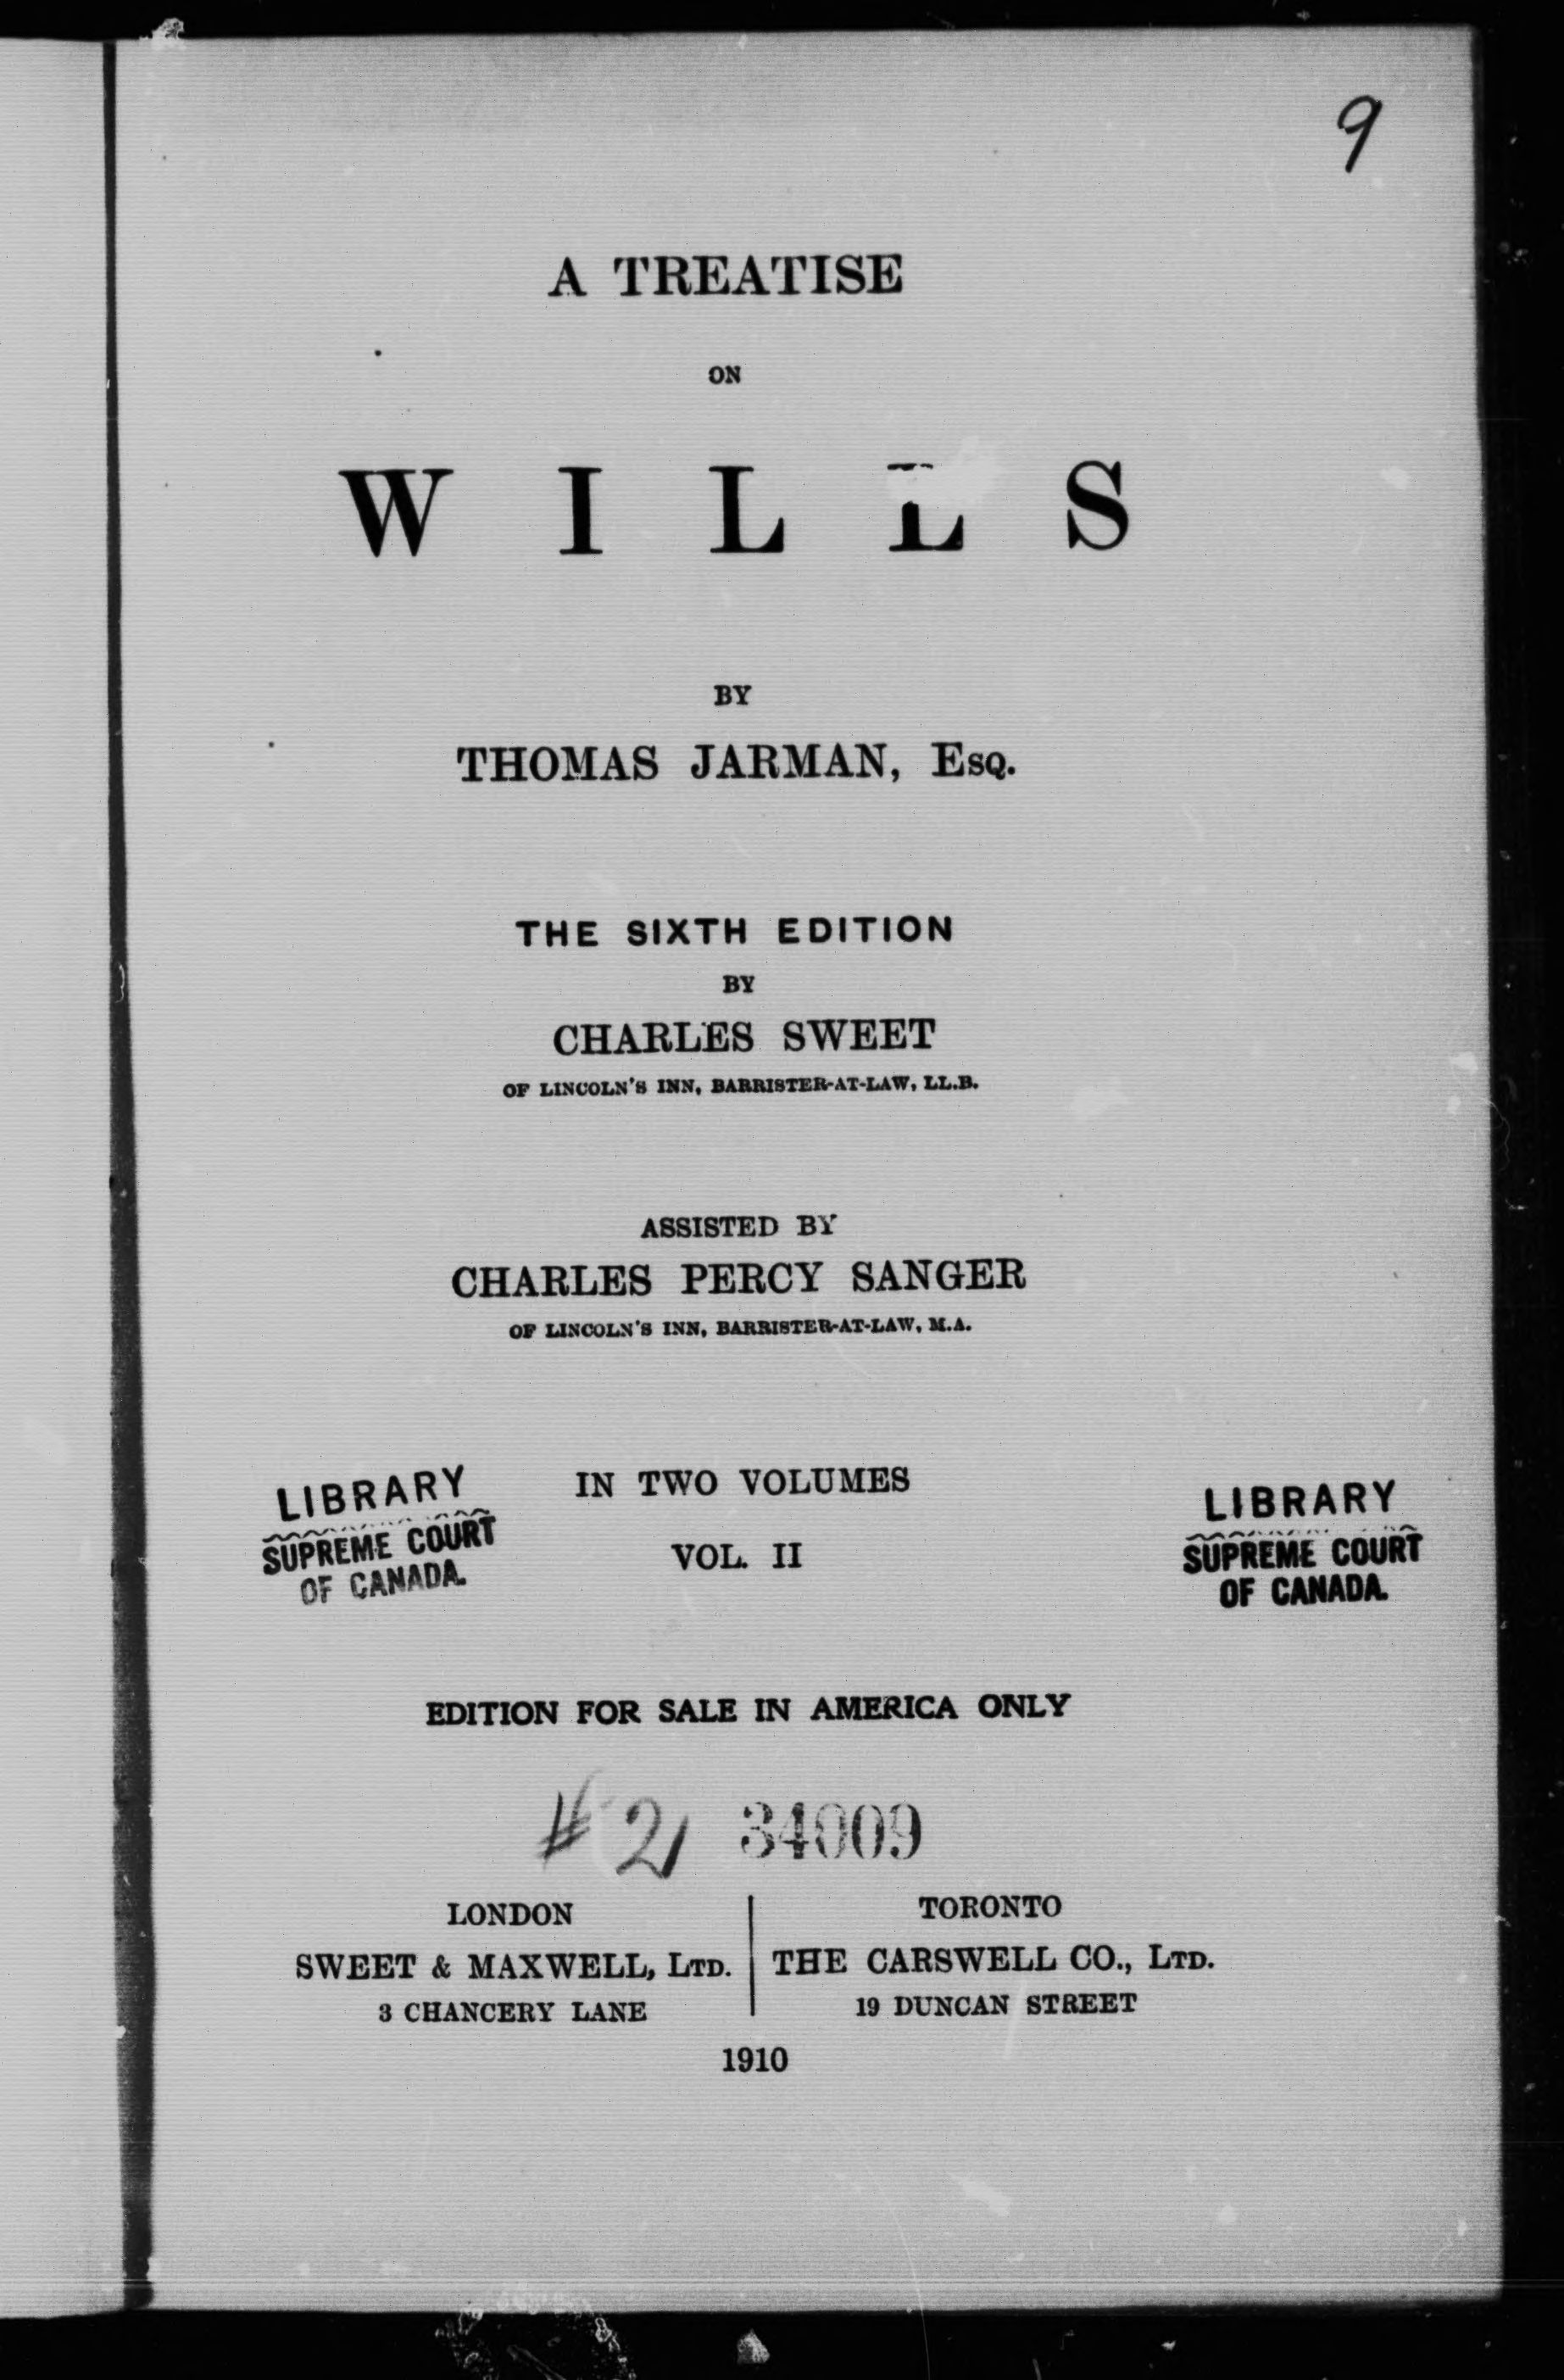 9
A TREATISE
ON
WILLS
BY
THOMAS JARMAN, Esq.
THE SIXTH EDITION
BY
CHARLES SWEET
OF LINCOLN'S INN, BARRISTER-AT-LAW, LL.B.
ASSISTED BY
CHARLES PERCY SANGER
OF LINCOLN'S INN, BARRISTER-AT-LAW, M.A.
IN TWO VOLUMES
VOL. II
LIBRARY
SUPREME COURT
OF CANADA.
LIBRARY
SUPREME COURT
OF CANADA.
EDITION FOR SALE IN AMERICA ONLY
#2 34009
LONDON
SWEET & MAXWELL, LTD.
3 CHANCERY LANE
TORONTO
THE CARSWELL CO., LTD.
19 DUNCAN STREET
1910